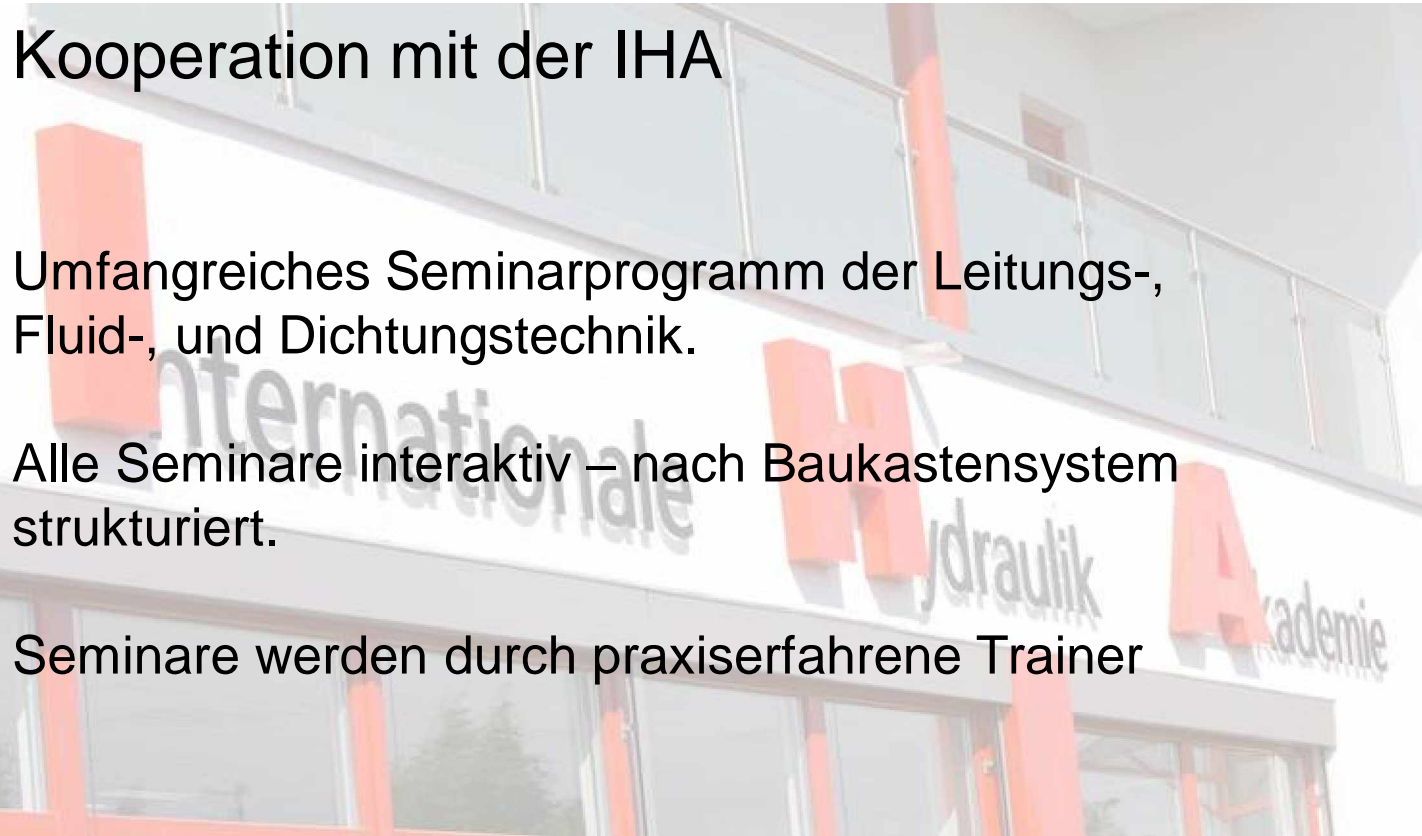 Kooperation mit der IHA
Umfangreiches Seminarprogramm der Leitungs-,
Fluid-, und Dichtungstechnik.
Internationale Hydraulik Akademie
Alle Seminare interaktiv – nach Baukastensystem
strukturiert.
Seminare werden durch praxiserfahrene Trainer